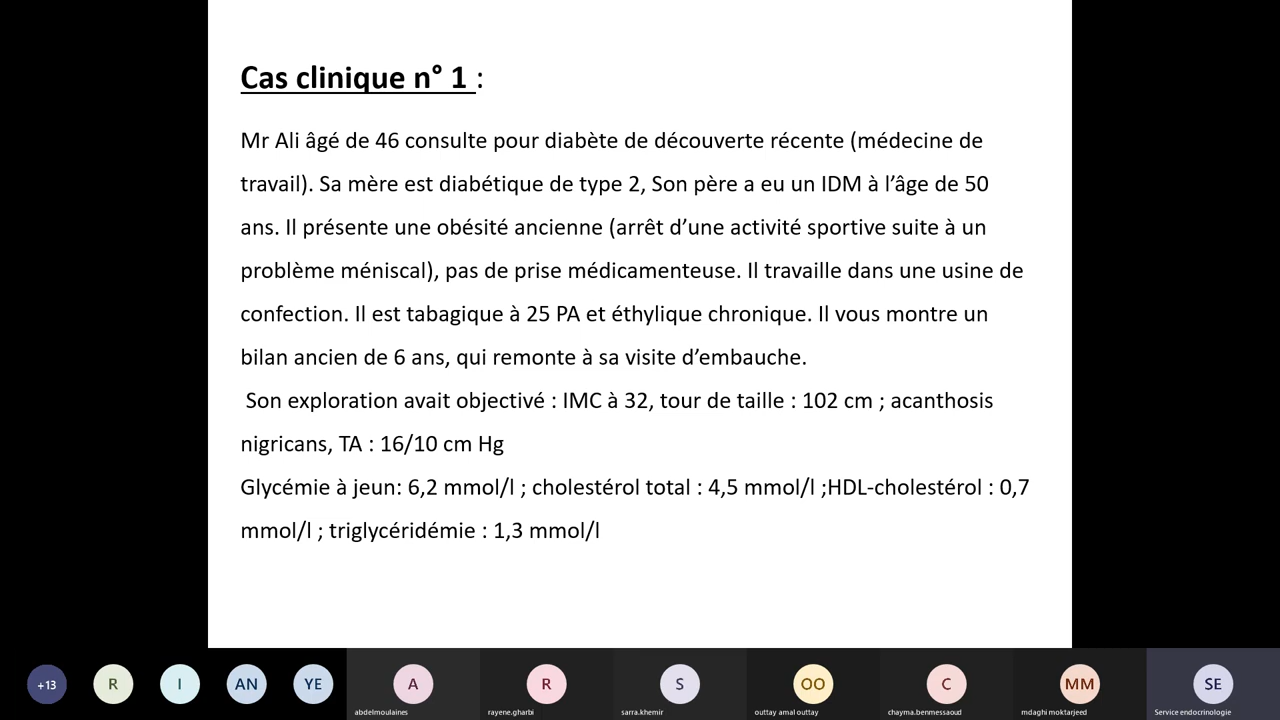 Cas clinique n° 1 :
Mr Ali âgé de 46 consulte pour diabète de découverte récente (médecine de
travail). Sa mère est diabétique de type 2, Son père a eu un IDM à l'âge de 50
ans. Il présente une obésité ancienne (arrêt d'une activité sportive suite à un
problème méniscal), pas de prise médicamenteuse. Il travaille dans une usine de
confection. Il est tabagique à 25 PA et éthylique chronique. Il vous montre un
bilan ancien de 6 ans, qui remonte à sa visite d'embauche.
Son exploration avait objectivé : IMC à 32, tour de taille : 102 cm ; acanthosis
nigricans, TA : 16/10 cm Hg
Glycémie à jeun: 6,2 mmol/l ; cholestérol total : 4,5 mmol/l ;HDL-cholestérol : 0,7
mmol/l ; triglycéridémie : 1,3 mmol/l
+13 R I AN YE A R S OO C MM SE
abdelmoulaines rayene.gharbi sarra.khemir outtay amal outtay chayma.benmessaoud mdaghi moktarjeed Service endocrinologie